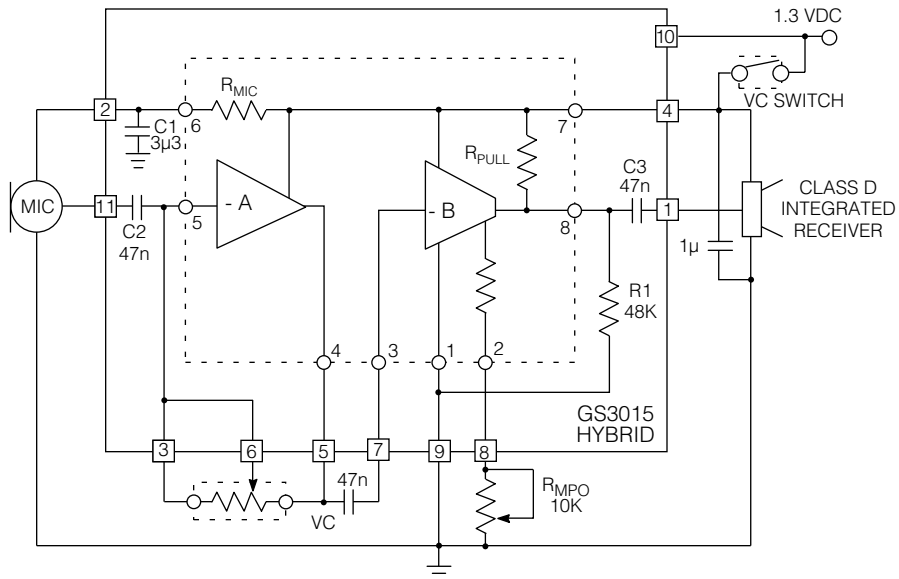 1.3 VDC
10
R_MIC
VC SWITCH
2
6
7
4
C1
3µ3
R_PULL
C3
47n
CLASS D
INTEGRATED
RECEIVER
MIC
11
5
- A
- B
8
1
C2
47n
1µ
R1
48K
4
3
1
2
GS3015
HYBRID
3
6
5
7
9
8
47n
R_MPO
10K
VC